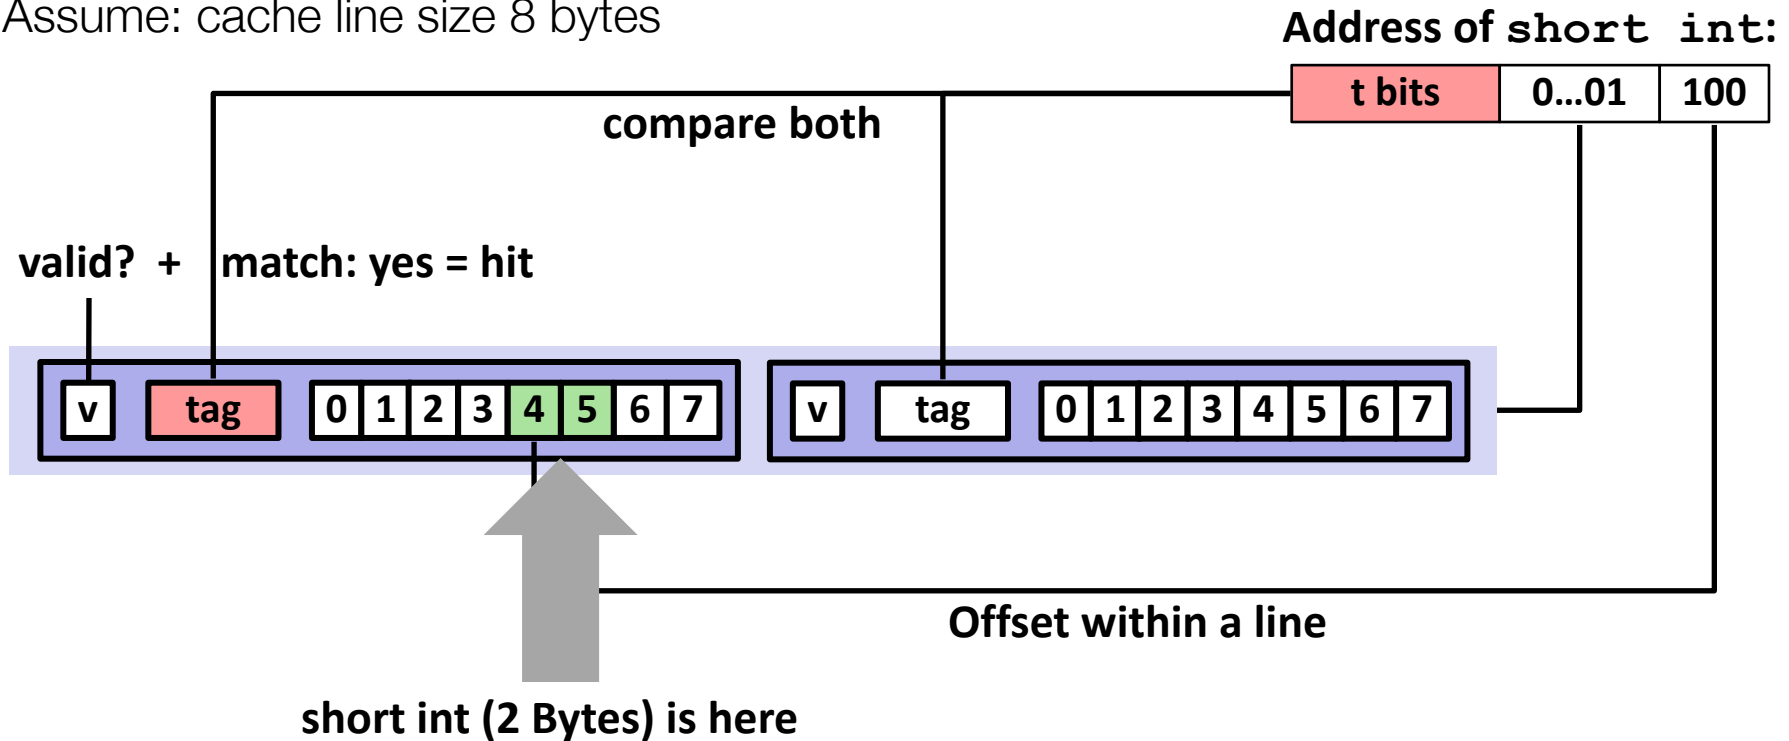 Assume: cache line size 8 bytes
Address of short int:
t bits 0...01 100
compare both
valid? + match: yes = hit
v tag 0 1 2 3 4 5 6 7 v tag 0 1 2 3 4 5 6 7
Offset within a line
short int (2 Bytes) is here